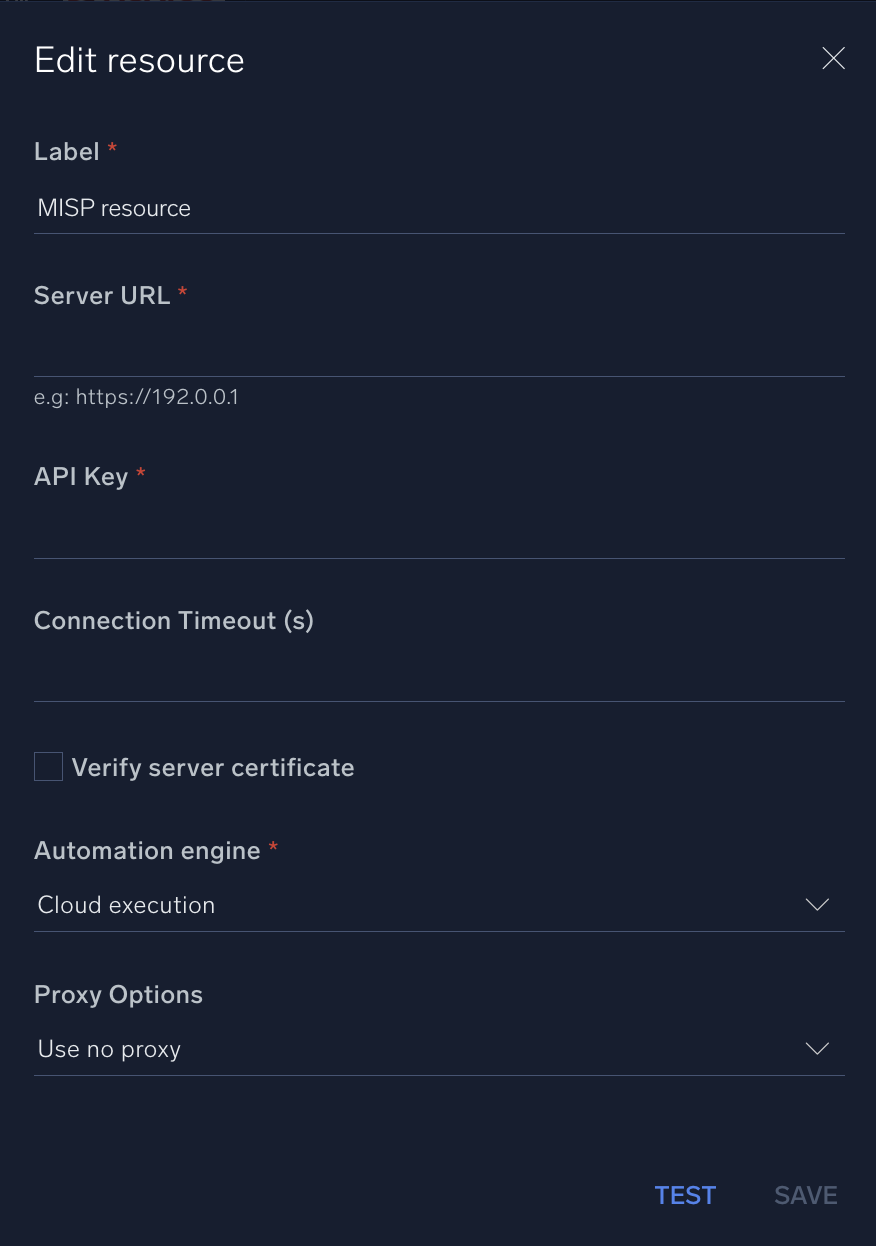 Edit resource
Label *
MISP resource
Server URL *
e.g: https://192.0.0.1
API Key *
Connection Timeout (s)
Verify server certificate
Automation engine *
Cloud execution
Proxy Options
Use no proxy
TEST SAVE